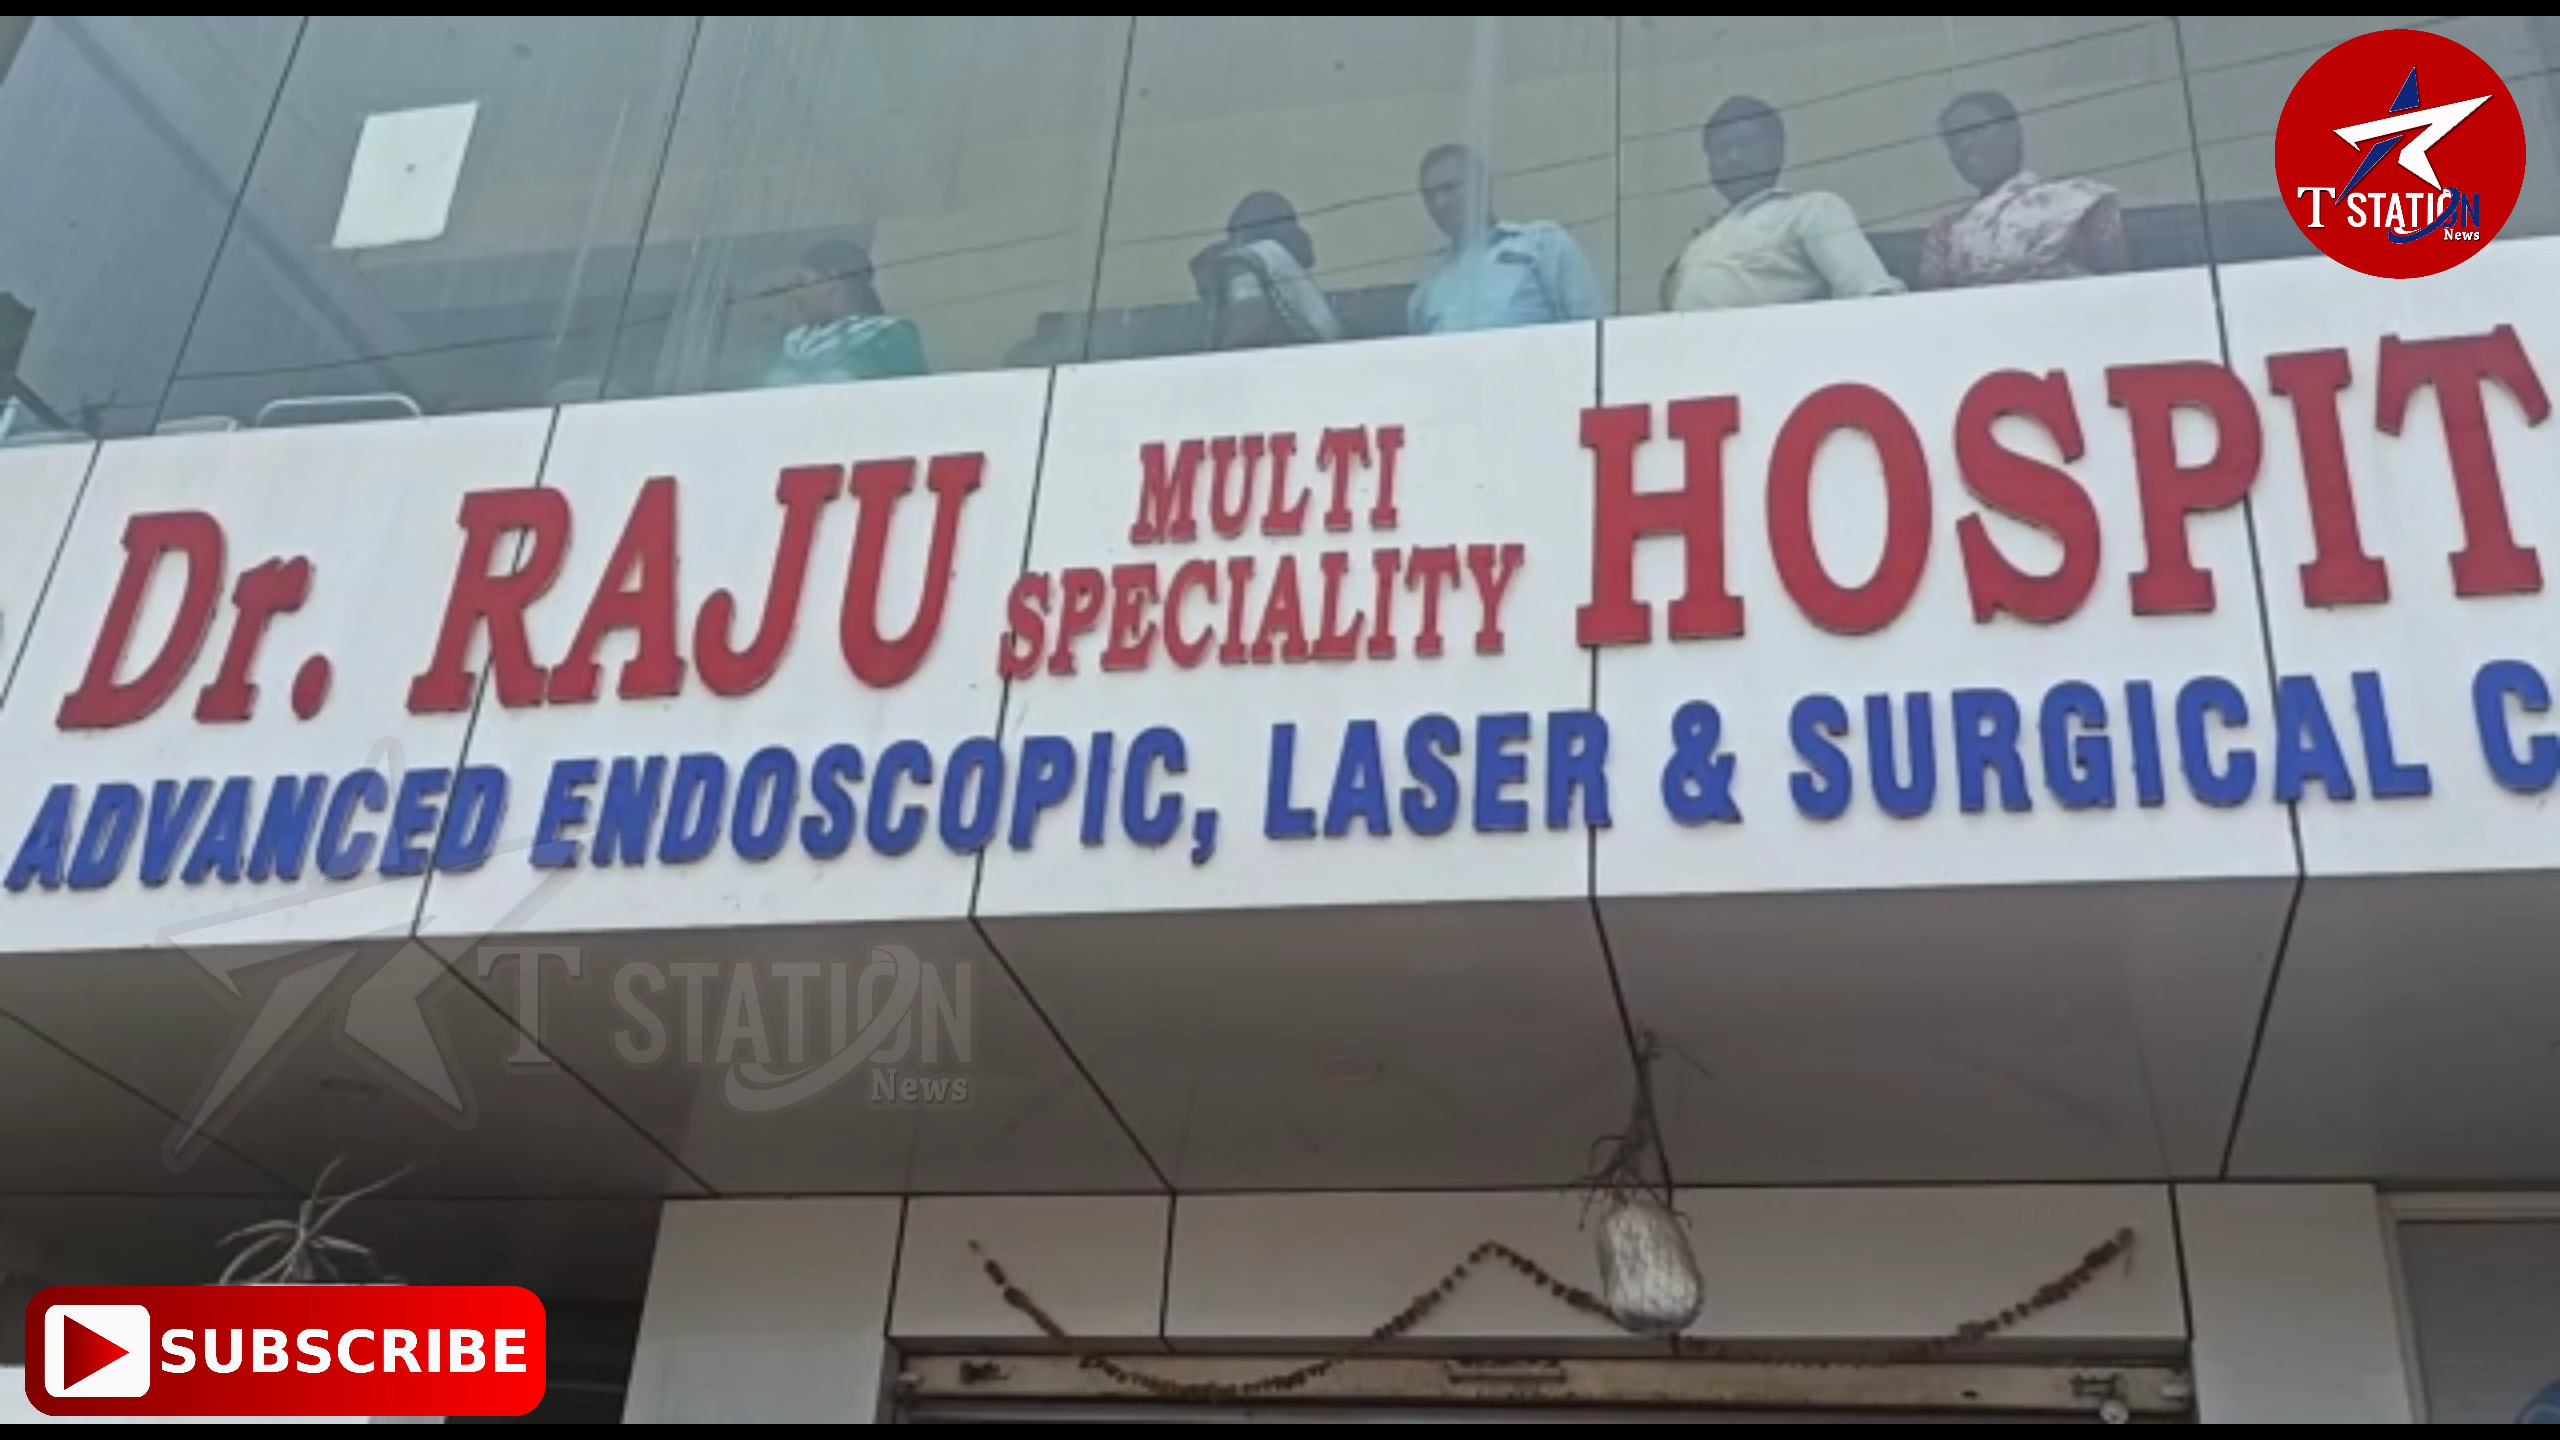 T STATION
News
Dr. RAJU MULTI SPECIALITY HOSPIT
ADVANCED ENDOSCOPIC, LASER & SURGICAL C
T STATION
News
SUBSCRIBE